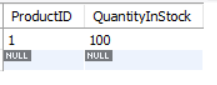 ProductID QuantityInStock
1 100
NULL NULL